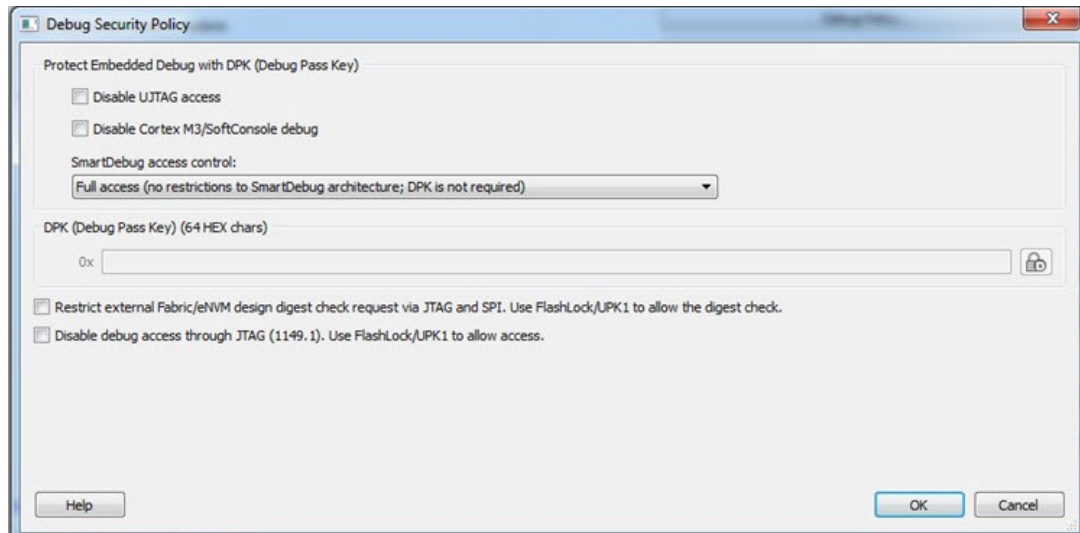 Debug Security Policy
Protect Embedded Debug with DPK (Debug Pass Key)
Disable UJTAG access
Disable Cortex M3/SoftConsole debug
SmartDebug access control:
Full access (no restrictions to SmartDebug architecture; DPK is not required)
DPK (Debug Pass Key) (64 HEX chars)
0x
Restrict external Fabric/eNVM design digest check request via JTAG and SPI. Use FlashLock/UPK1 to allow the digest check.
Disable debug access through JTAG (1149.1). Use FlashLock/UPK1 to allow access.
Help OK Cancel